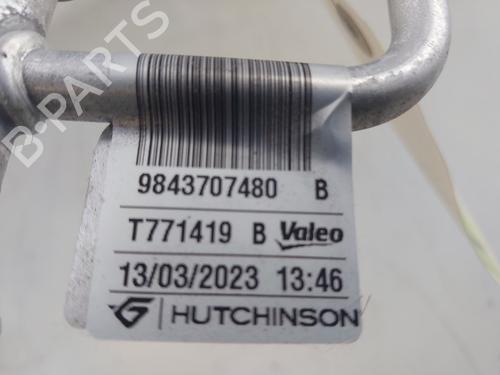 9843707480 B
T771419 B Valeo
13/03/2023 13:46
HUTCHINSON
B-PARTS